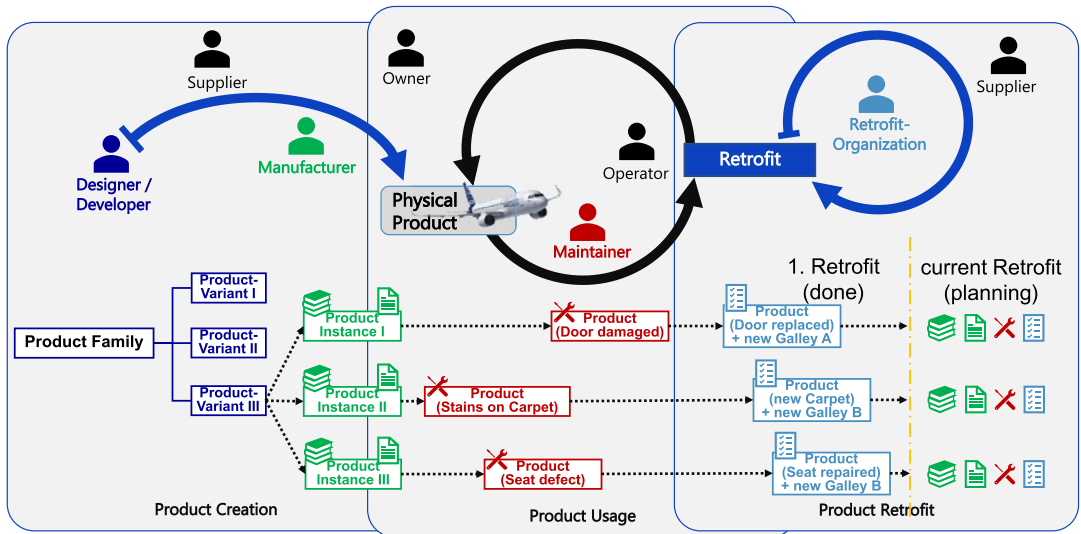 Supplier
Owner
Supplier
Manufacturer
Operator
Retrofit-
Organization
Retrofit
Designer /
Developer
Physical
Product
Maintainer
1. Retrofit
(done)
current Retrofit
(planning)
Product-
Variant I
Product Family
Product-
Variant II
Product-
Variant III
Product
Instance I
Product
(Door damaged)
Product
(Door replaced)
+ new Galley A
Product
Instance II
Product
(Stains on Carpet)
Product
(new Carpet)
+ new Galley B
Product
Instance III
Product
(Seat defect)
Product
(Seat repaired)
+ new Galley B
Product Creation
Product Usage
Product Retrofit